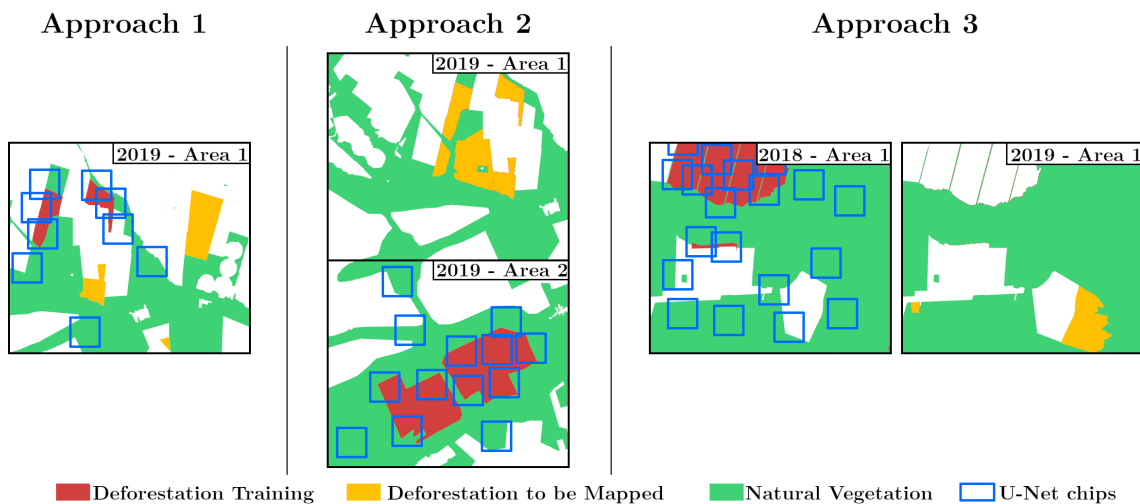 Approach 1
Approach 2
Approach 3
2019 - Area 1
2019 - Area 1
2019 - Area 2
2018 - Area 1
2019 - Area 1
Deforestation Training
Deforestation to be Mapped
Natural Vegetation
U-Net chips